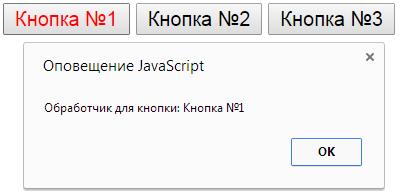 Кнопка №1 Кнопка №2 Кнопка №3
Оповещение JavaScript
Обработчик для кнопки: Кнопка №1
OK